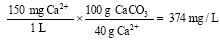 150 mg Ca²⁺ / 1 L × 100 g CaCO₃ / 40 g Ca²⁺ = 374 mg / L